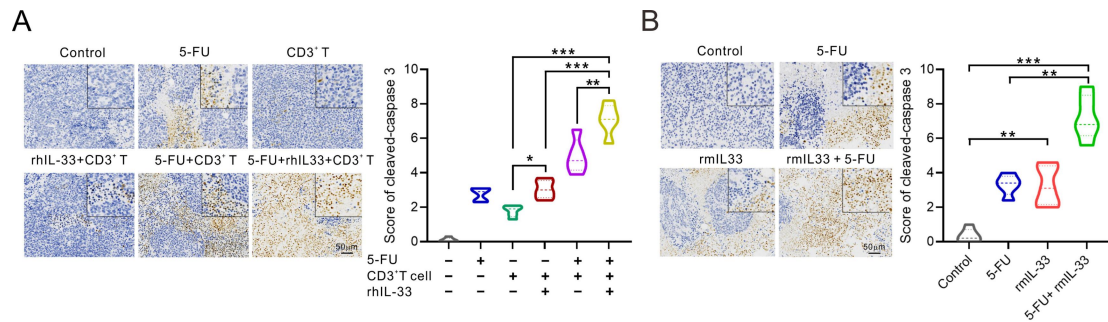 A
Control 5-FU CD3⁺ T
rhIL-33+CD3⁺ T 5-FU+CD3⁺ T 5-FU+rhIL33+CD3⁺ T
50μm
Score of cleaved-caspase 3
10
8
6
4
2
0
***
***
**
*
5-FU − + − − + +
CD3⁺T cell − − + + + +
rhIL-33 − − − + − +
B
Control 5-FU
rmIL33 rmIL33 + 5-FU
50μm
Score of cleaved-caspase 3
10
8
6
4
2
0
***
**
**
Control
5-FU
rmIL-33
5-FU+ rmIL-33